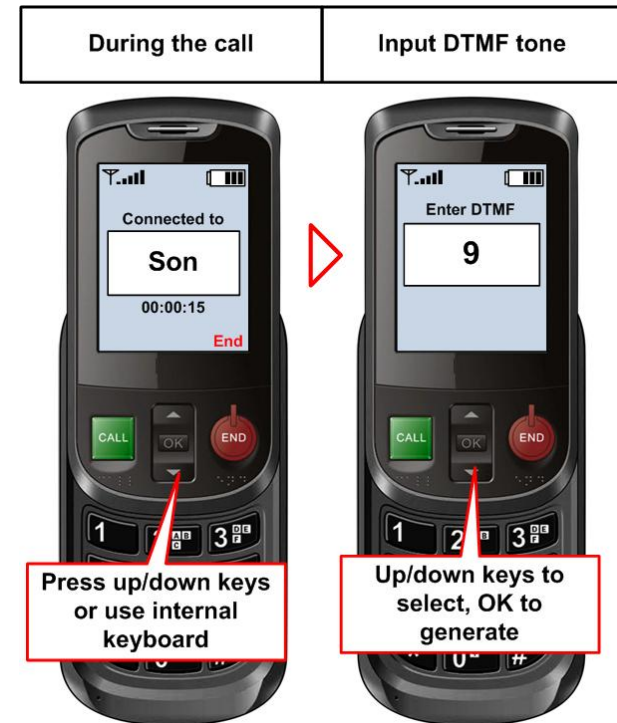 During the call
Input DTMF tone
Connected to
Son
00:00:15
End
CALL
OK
END
1
A B
C
3 D E
F
Press up/down keys
or use internal
keyboard
Enter DTMF
9
CALL
OK
END
1
2
B
3 D E
F
Up/down keys to
select, OK to
generate
0
#